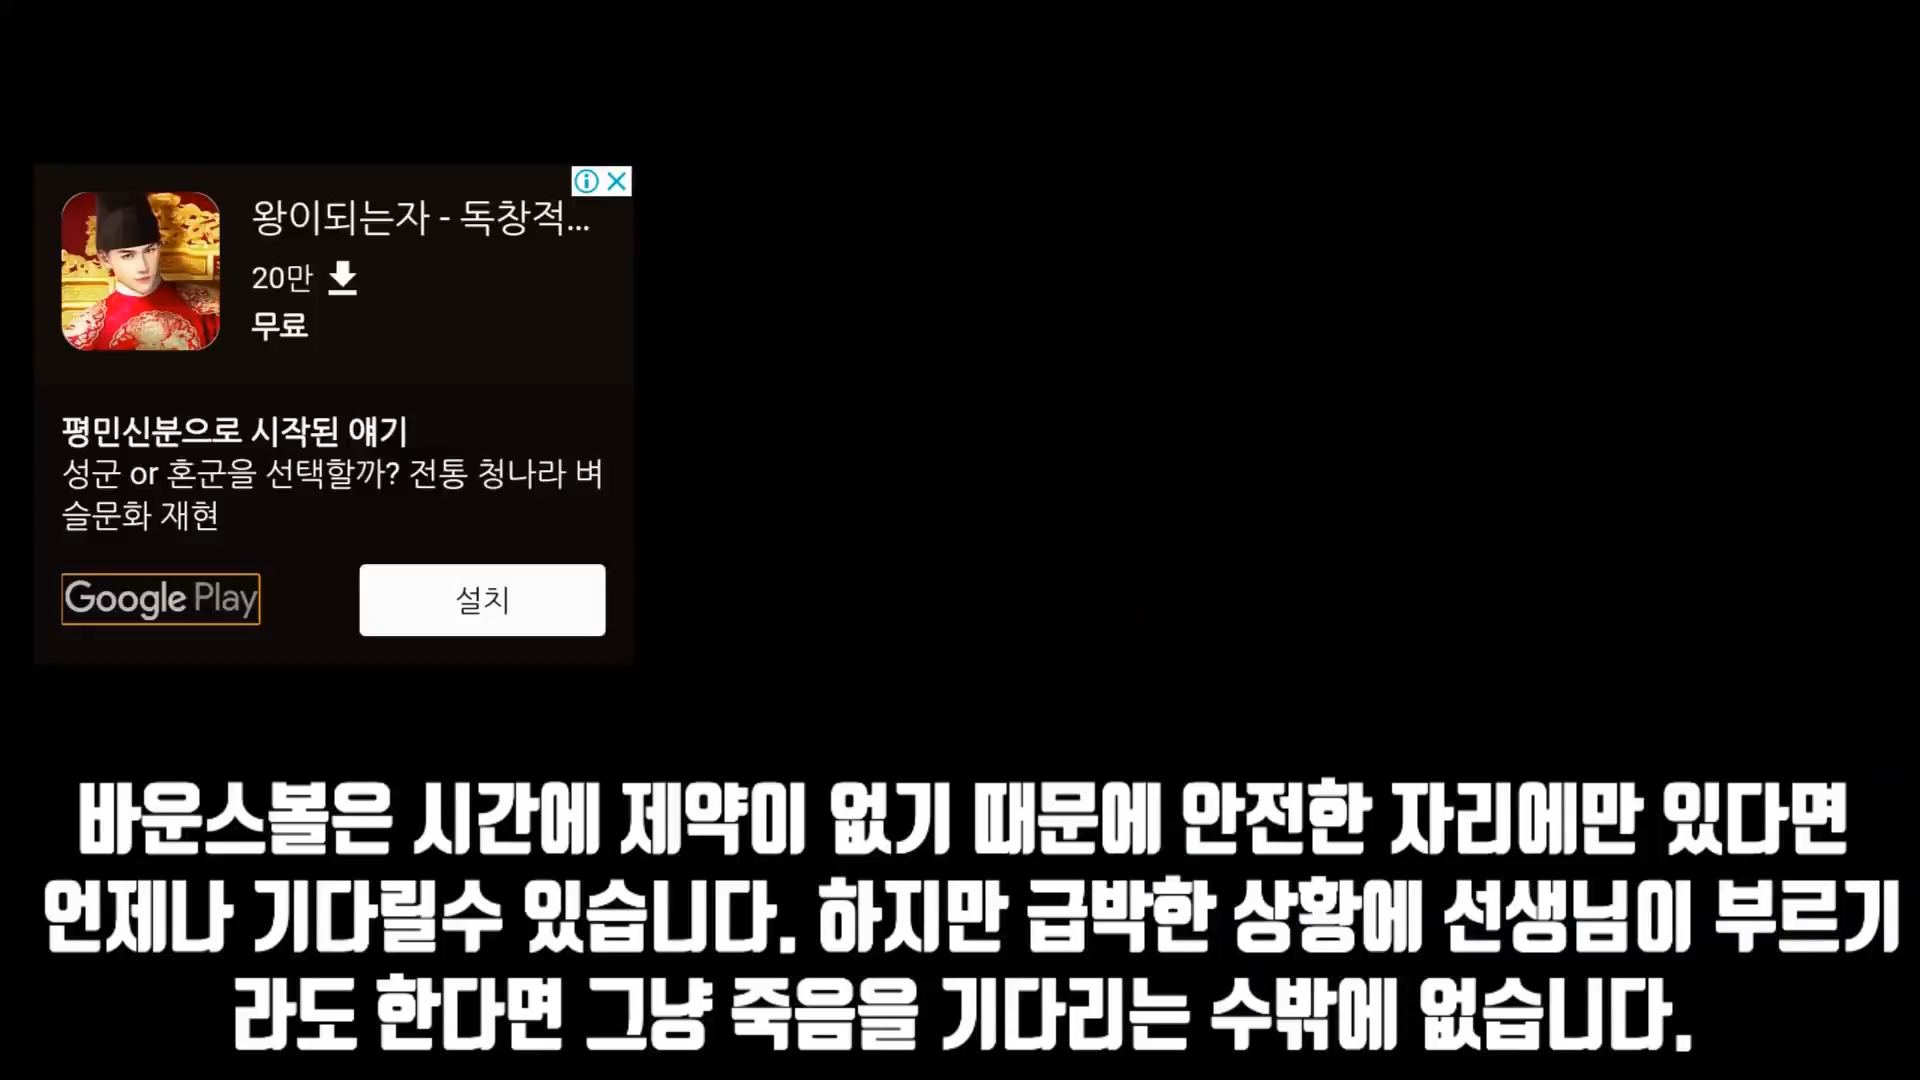 왕이되는자 - 독창적...
20만
무료
평민신분으로 시작된 얘기
성군 or 혼군을 선택할까? 전통 청나라 벼
슬문화 재현
Google Play
설치
바운스볼은 시간에 제약이 없기 때문에 안전한 자리에만 있다면
언제나 기다릴수 있습니다. 하지만 급박한 상황에 선생님이 부르기
라도 한다면 그냥 죽음을 기다리는 수밖에 없습니다.